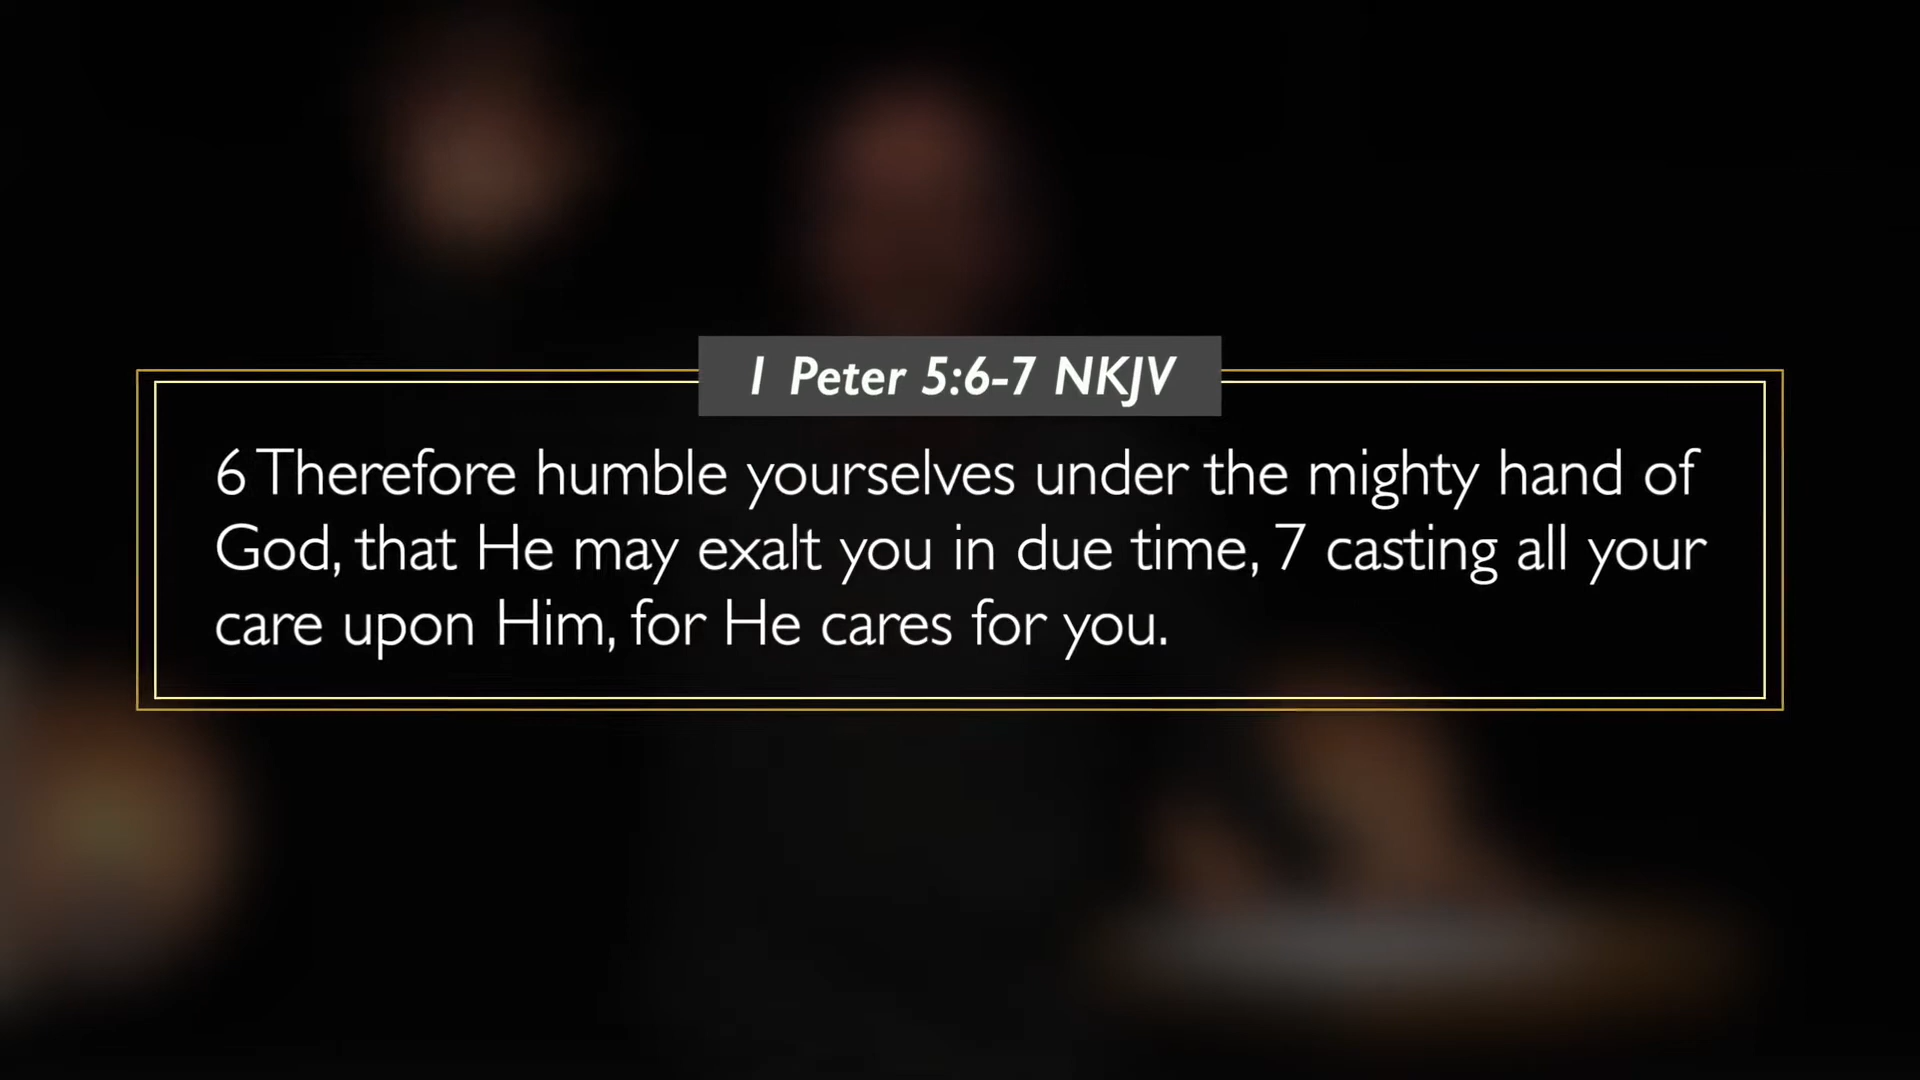 1 Peter 5:6-7 NKJV
6 Therefore humble yourselves under the mighty hand of
God, that He may exalt you in due time, 7 casting all your
care upon Him, for He cares for you.